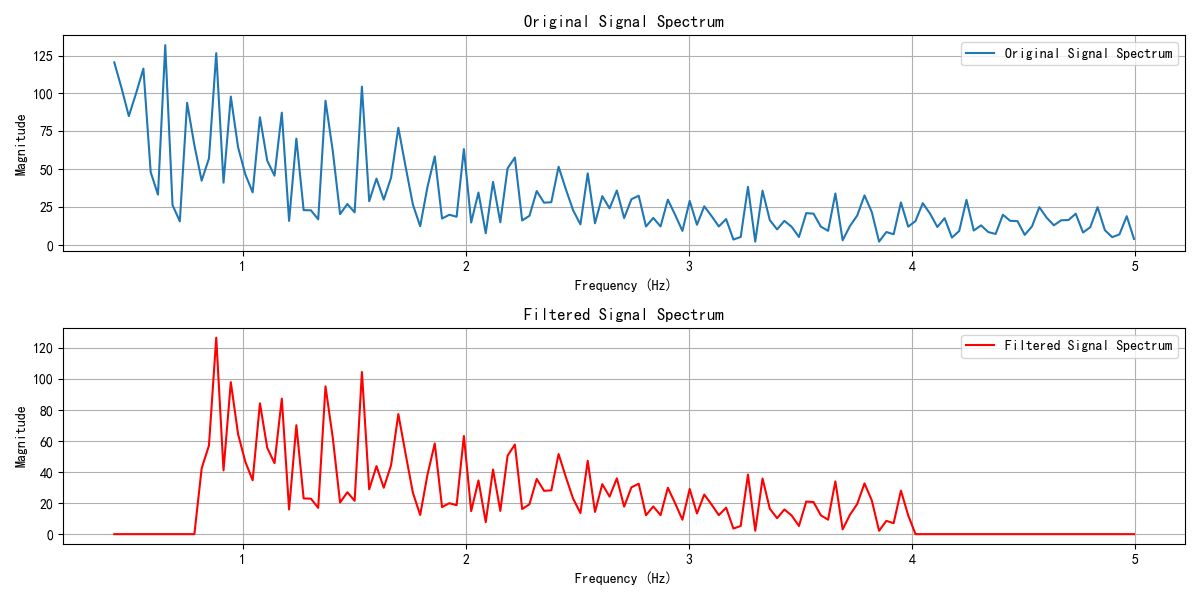 Original Signal Spectrum
Original Signal Spectrum
Magnitude
125
100
75
50
25
0
1 2 3 4 5
Frequency (Hz)
Filtered Signal Spectrum
Filtered Signal Spectrum
Magnitude
120
100
80
60
40
20
0
1 2 3 4 5
Frequency (Hz)